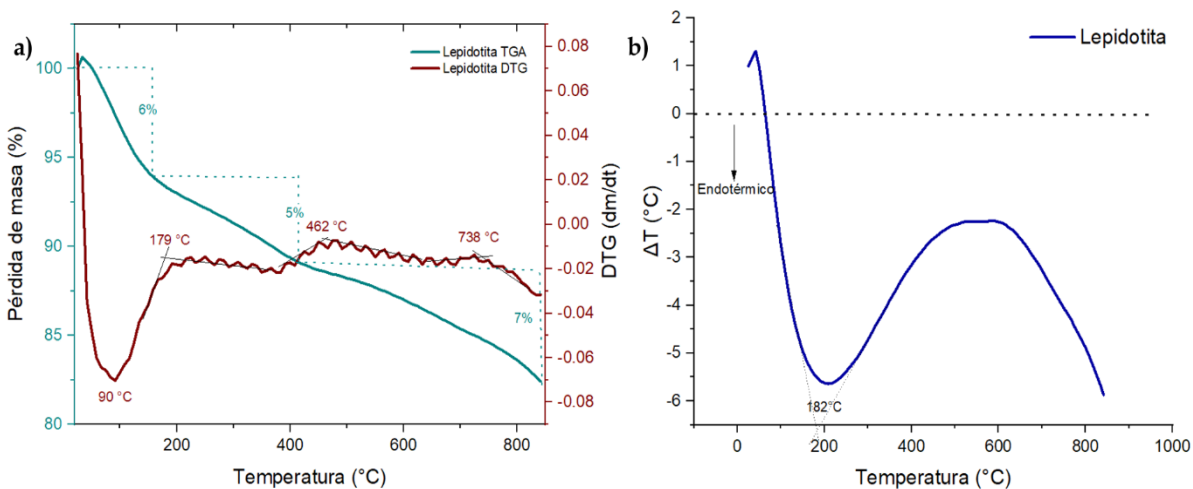 a)
Lepidotita TGA
Lepidotita DTG
Pérdida de masa (%)
100
95
90
85
80
6%
5%
7%
179 °C
462 °C
738 °C
90 °C
200
400
600
800
Temperatura (°C)
0.08
0.06
0.04
0.02
0.00
-0.02
-0.04
-0.06
-0.08
DTG (dm/dt)
b)
Lepidotita
ΔT (°C)
2
1
0
-1
-2
-3
-4
-5
-6
Endotérmico
182°C
0
200
400
600
800
1000
Temperatura (°C)